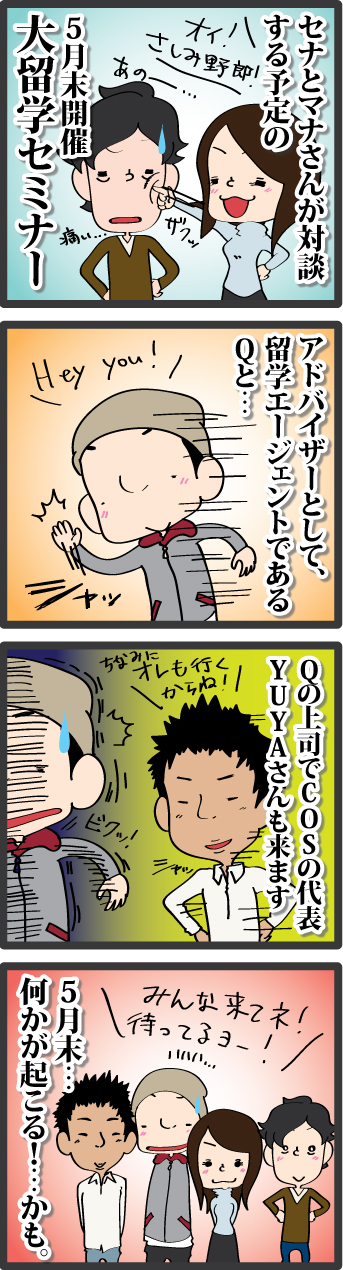 セナとマナさんが対談
する予定の
オイ！ハ
さしみ野郎！
あのー…
５月末開催
大留学セミナー
ザクッ
痛い…
アドバイザーとして、
留学エージェントである
Ｑと…
Hey you!
ャッ
Ｑの上司でＣＯＳの代表
ＹＵＹＡさんも来ます
ちなみに
オレも行く
からね！
ビクッ！
ニャッ
みんな来てネ！
待ってるヨー！
５月末…
何かが起こる！…かも。